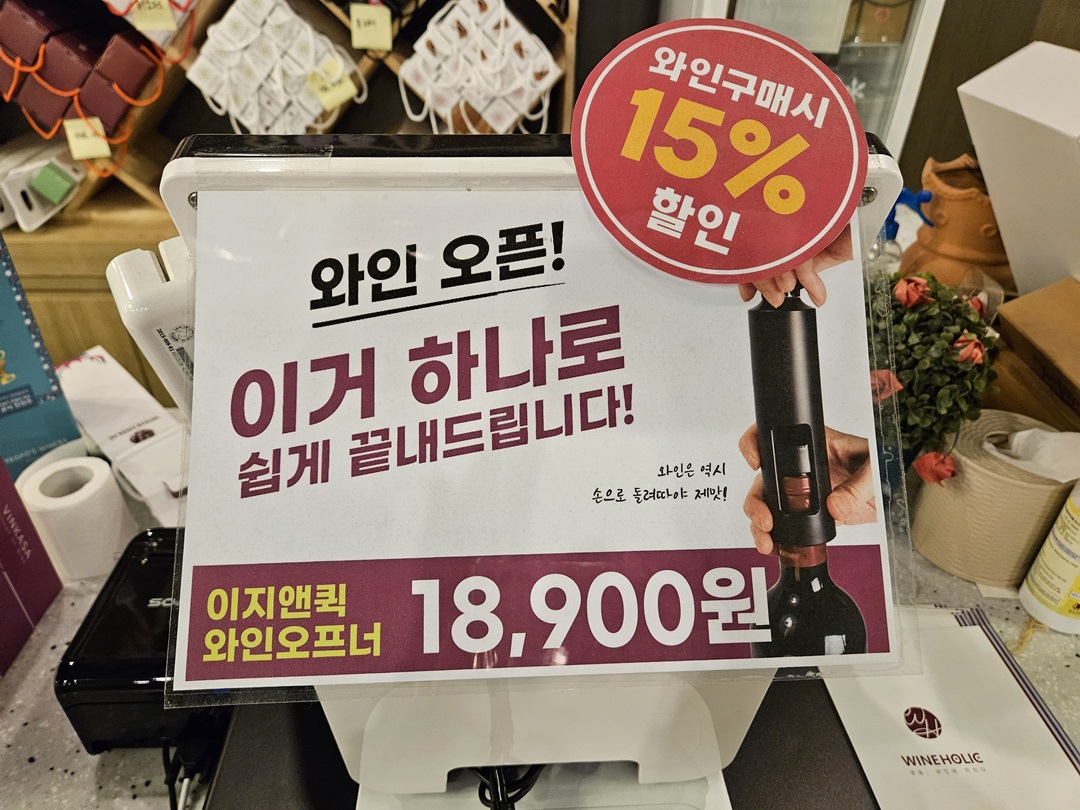 와인구매시
15%
할인
와인 오픈!
이거 하나로
쉽게 끝내드립니다!
와인은 역시
손으로 돌려따야 제맛!
이지앤퀵
와인오프너
18,900원
VINKASA
WINEHOLIC